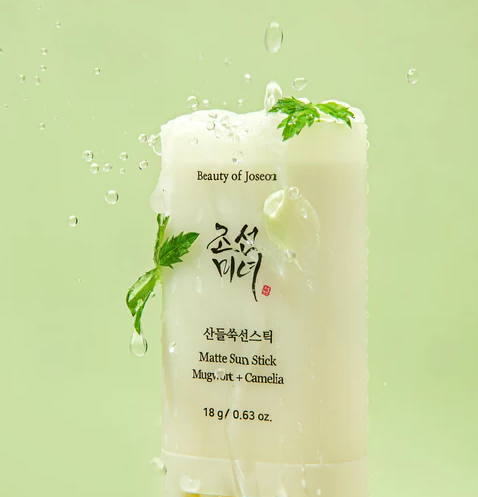 Beauty of Joseon
조선
미녀
산들쑥선스틱
Matte Sun Stick
Mugwort + Camelia
18 g/ 0.63 oz.